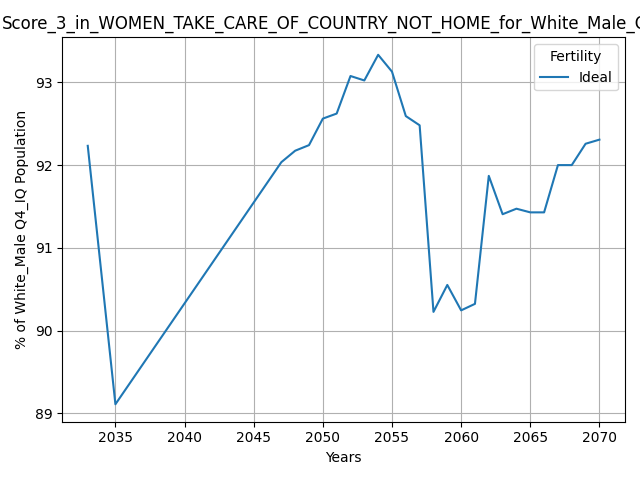 Score_3_in_WOMEN_TAKE_CARE_OF_COUNTRY_NOT_HOME_for_White_Male_
Fertility
Ideal
93
92
91
90
89
% of White_Male Q4_IQ Population
2035 2040 2045 2050 2055 2060 2065 2070
Years